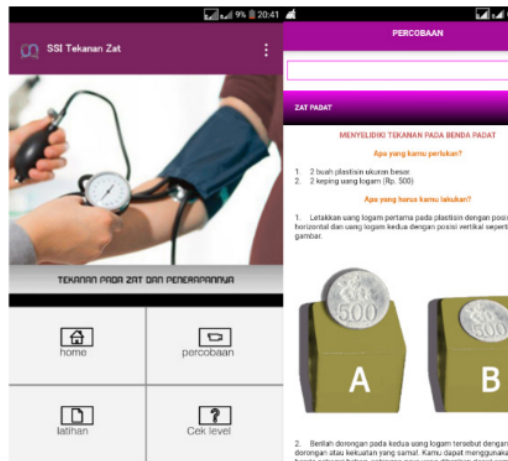 9% 20:41
SSI Tekanan Zat
TEKANAN PADA ZAT DAN PENERAPANNYA
home
percobaan
latihan
Cek level
PERCOBAAN
ZAT PADAT
MENYELIDIKI TEKANAN PADA BENDA PADAT
Apa yang kamu perlukan?
1. 2 buah plastisin ukuran besar
2. 2 keping uang logam (Rp. 500)
Apa yang harus kamu lakukan?
1. Letakkan uang logam pertama pada plastisin dengan posis
horizontal dan uang logam kedua dengan posisi vertikal seperti
gambar.
500
500
A
B
2. Berilah dorongan pada kedua uang logam tersebut dengan
dorongan atau kekuatan yang sama!. Kamu dapat menggunaka